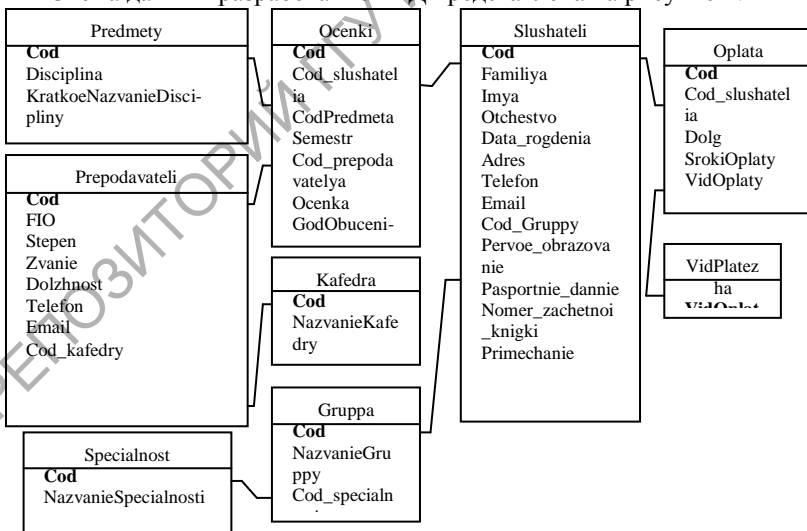 Predmety
Cod
Disciplina
KratkoeNazvanieDisci-
pliny
Ocenki
Cod
Cod_slushatel
ia
CodPredmeta
Semestr
Cod_prepoda
vatelya
Ocenka
GodObuceni-
Slushateli
Cod
Familiya
Imya
Otchestvo
Data_rogdenia
Adres
Telefon
Email
Cod_Gruppy
Pervoe_obrazova
nie
Pasportnie_dannie
Nomer_zachetnoi
_knigki
Primechanie
Oplata
Cod
Cod_slushatel
ia
Dolg
SrokiOplaty
VidOplaty
Prepodavateli
Cod
FIO
Stepen
Zvanie
Dolzhnost
Telefon
Email
Cod_kafedry
Kafedra
Cod
NazvanieKafe
dry
VidPlatez
ha
VidOplat
Gruppa
Cod
NazvanieGru
ppy
Cod_specialn
Specialnost
Cod
NazvanieSpecialnosti
РЕПОЗИТОРИЙ ГГУ